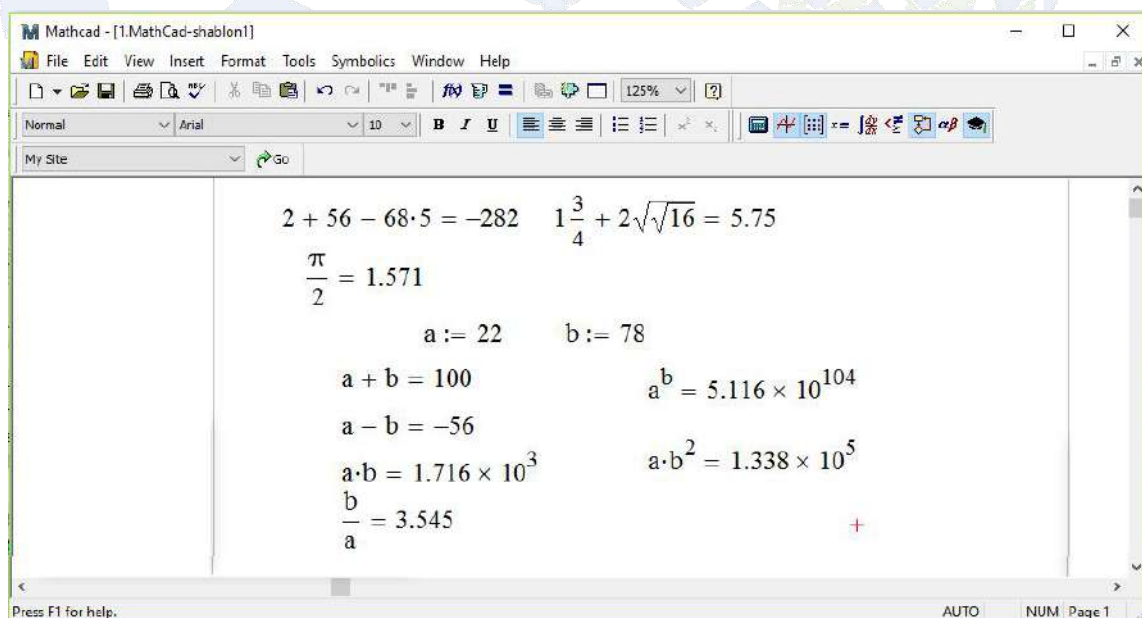 Mathcad - [1.MathCad-shablon1]
File Edit View Insert Format Tools Symbolics Window Help
125%
Normal Arial 10 B I U
My Site Go
2 + 56 − 68·5 = −282 1 3/4 + 2√√16 = 5.75
π/2 = 1.571
a := 22 b := 78
a + b = 100 a^b = 5.116 × 10^104
a − b = −56
a·b = 1.716 × 10^3 a·b^2 = 1.338 × 10^5
b/a = 3.545
Press F1 for help. AUTO NUM Page 1